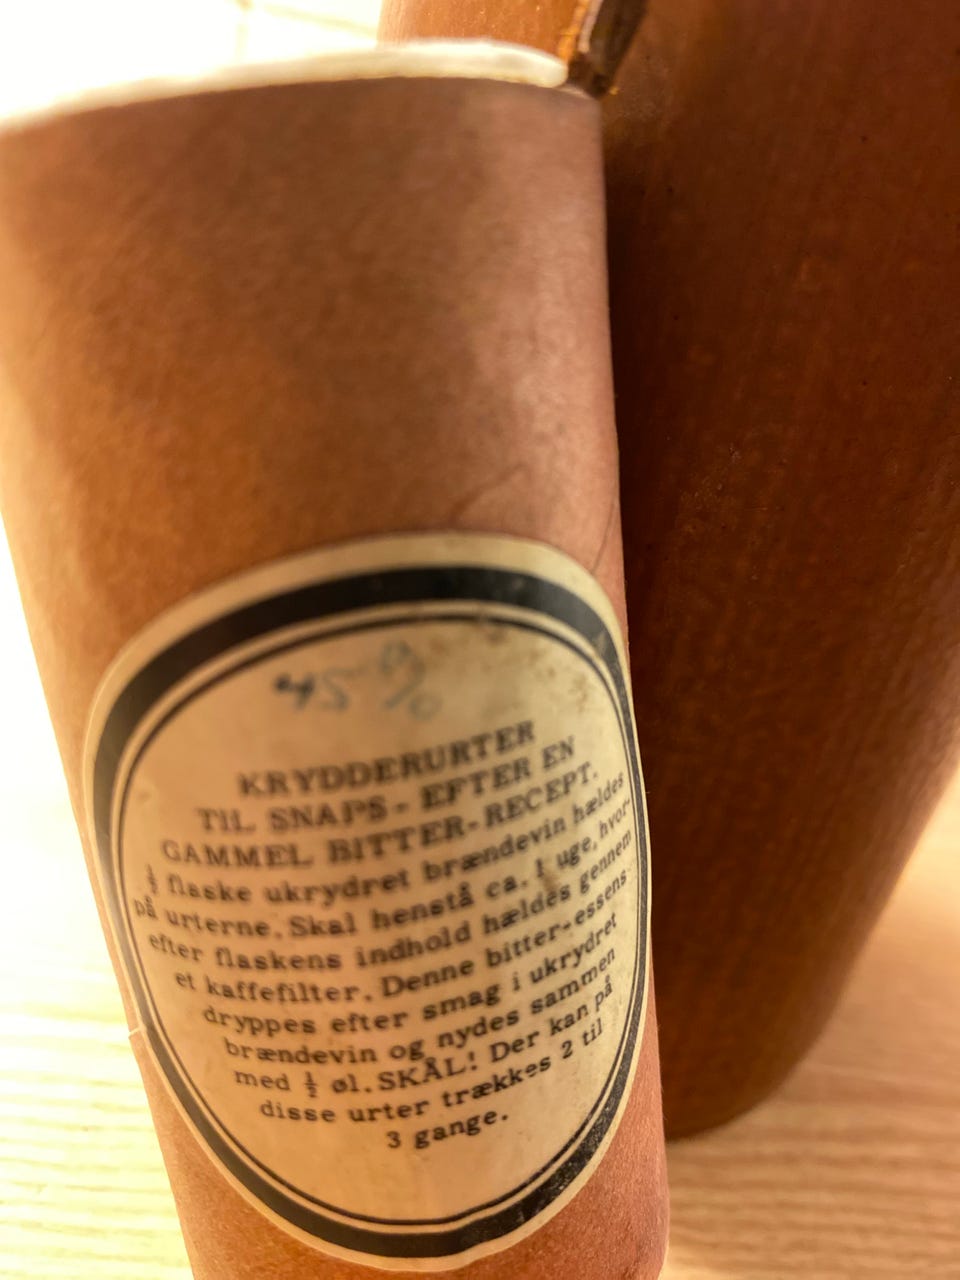 45 %
KRYDDERURTER
TIL SNAPS - EFTER EN
GAMMEL BITTER-RECEPT.
½ flaske ukrydret brændevin hældes
på urterne. Skal henstå ca. 1 uge, hvor-
efter flaskens indhold hældes gennem
et kaffefilter. Denne bitter-essens
dryppes efter smag i ukrydret
brændevin og nydes sammen
med ½ øl. SKÅL! Der kan på
disse urter trækkes 2 til
3 gange.